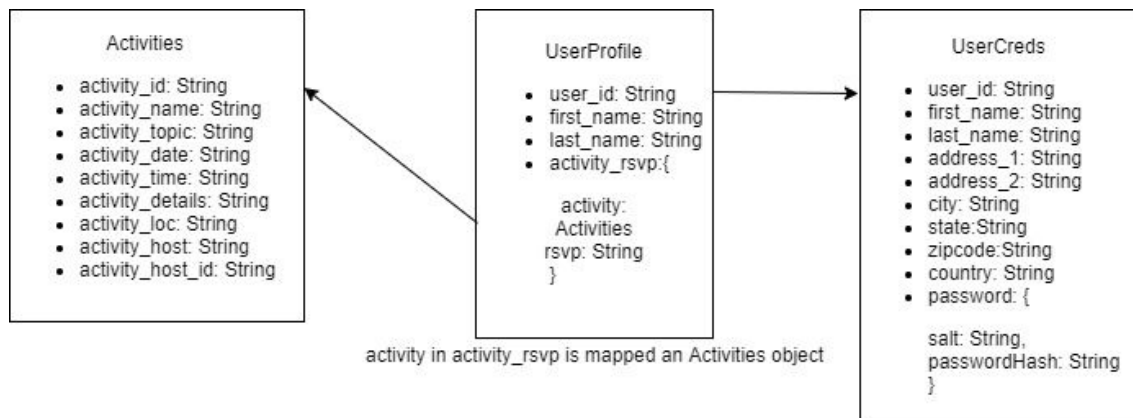 Activities
activity_id: String
activity_name: String
activity_topic: String
activity_date: String
activity_time: String
activity_details: String
activity_loc: String
activity_host: String
activity_host_id: String
UserProfile
user_id: String
first_name: String
last_name: String
activity_rsvp:{
activity:
Activities
rsvp: String
}
activity in activity_rsvp is mapped an Activities object
UserCreds
user_id: String
first_name: String
last_name: String
address_1: String
address_2: String
city: String
state:String
zipcode:String
country: String
password: {
salt: String,
passwordHash: String
}